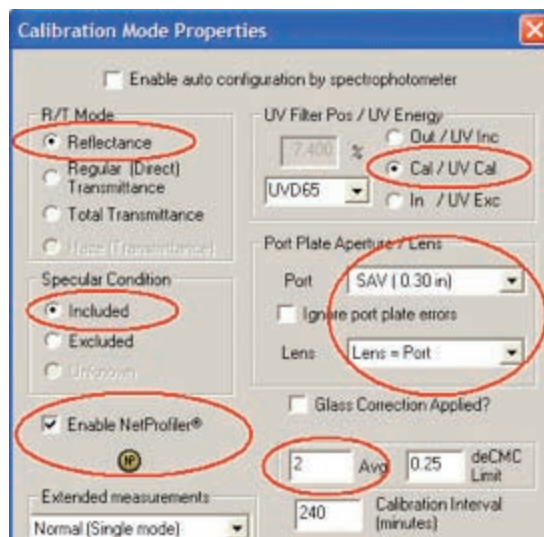 Calibration Mode Properties
Enable auto configuration by spectrophotometer
R/T Mode
Reflectance
Regular (Direct)
Transmittance
Total Transmittance
Haze (Transmittance)
UV Filter Pos / UV Energy
7.400 %
UVD65
Out / UV Inc
Cal / UV Cal
In / UV Exc
Specular Condition
Included
Excluded
Unknown
Port Plate Aperture / Lens
Port SAV ( 0.30 in)
Ignore port plate errors
Lens Lens = Port
Enable NetProfiler®
NP
Glass Correction Applied?
2 Avg 0.25 deCMC
Limit
Extended measurements
Normal (Single mode)
240 Calibration Interval
(minutes)